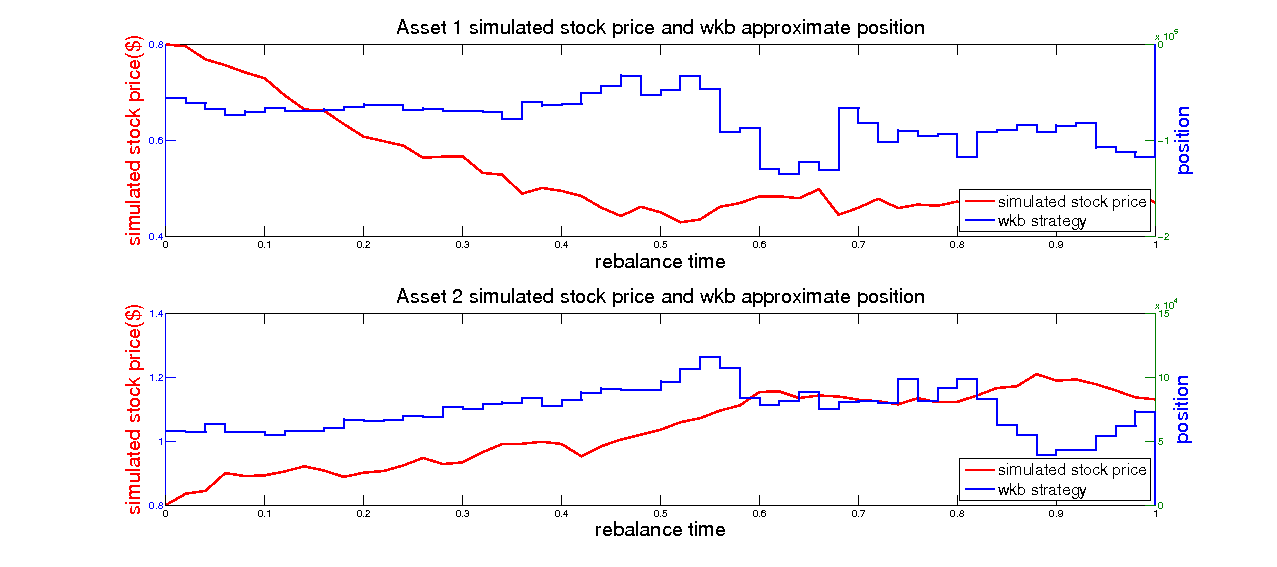 Asset 1 simulated stock price and wkb approximate position
x 10^5
0.8
0.6
0.4
0
-1
-2
simulated stock price($)
position
simulated stock price
wkb strategy
0 0.1 0.2 0.3 0.4 0.5 0.6 0.7 0.8 0.9 1
rebalance time
Asset 2 simulated stock price and wkb approximate position
x 10^4
1.4
1.2
1
0.8
15
10
5
0
simulated stock price($)
position
simulated stock price
wkb strategy
0 0.1 0.2 0.3 0.4 0.5 0.6 0.7 0.8 0.9 1
rebalance time